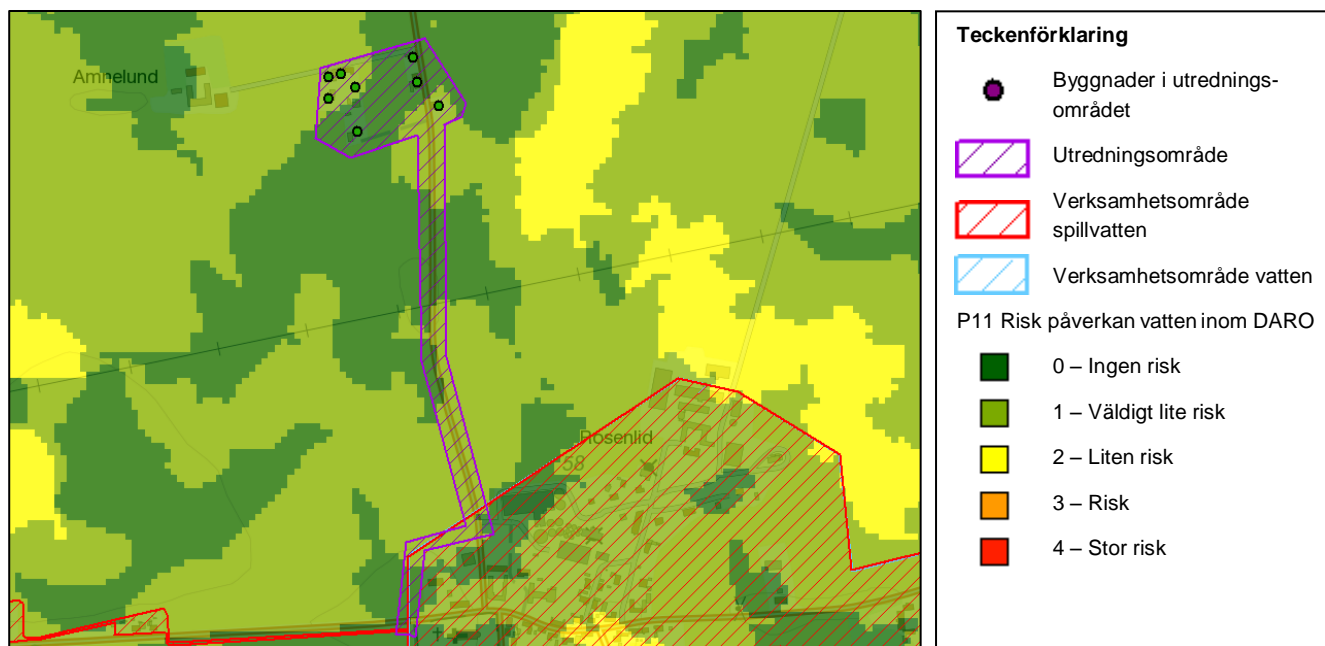 Amnelund
Rosenlid
58
Teckenförklaring
Byggnader i utrednings-
området
Utredningsområde
Verksamhetsområde
spillvatten
Verksamhetsområde vatten
P11 Risk påverkan vatten inom DARO
0 – Ingen risk
1 – Väldigt lite risk
2 – Liten risk
3 – Risk
4 – Stor risk